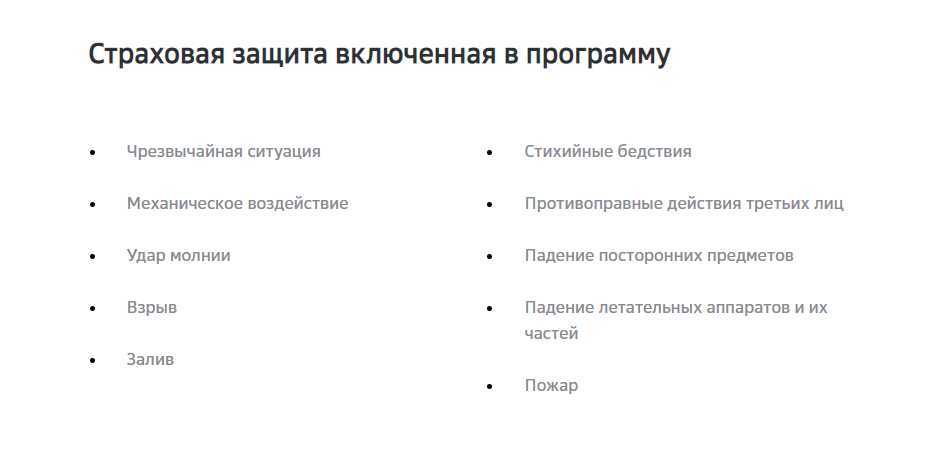 Страховая защита включенная в программу
Чрезвычайная ситуация
Механическое воздействие
Удар молнии
Взрыв
Залив
Стихийные бедствия
Противоправные действия третьих лиц
Падение посторонних предметов
Падение летательных аппаратов и их
частей
Пожар